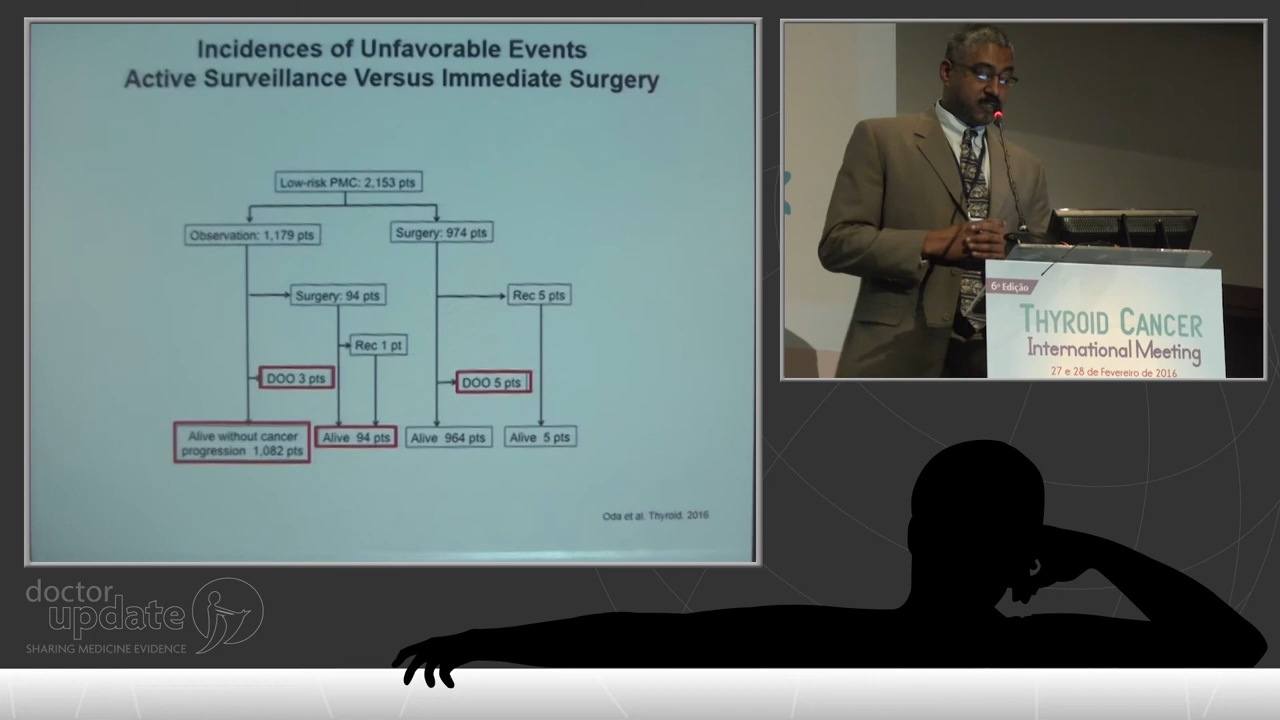 Incidences of Unfavorable Events
Active Surveillance Versus Immediate Surgery
Low-risk PMC: 2,153 pts
Observation: 1,179 pts
Surgery: 974 pts
Surgery: 94 pts
Rec 5 pts
Rec 1 pt
DOO 3 pts
DOO 5 pts
Alive without cancer
progression 1,082 pts
Alive 94 pts
Alive 964 pts
Alive 5 pts
Oda et al. Thyroid. 2016
6ª Edição
THYROID CANCER
International Meeting
27 e 28 de Fevereiro de 2016
doctor
update
SHARING MEDICINE EVIDENCE